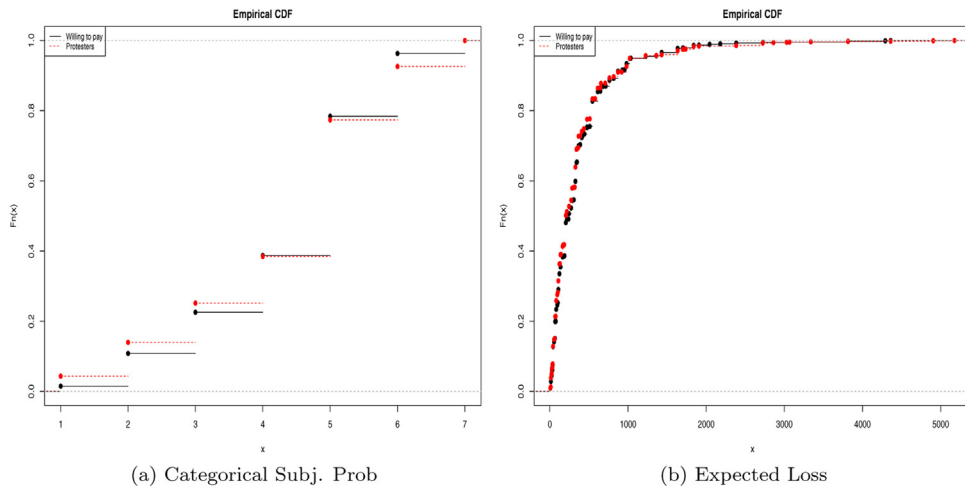 Empirical CDF
Willing to pay
Protesters
Fn(x)
1.0
0.8
0.6
0.4
0.2
0.0
1 2 3 4 5 6 7
x
(a) Categorical Subj. Prob
Empirical CDF
Willing to pay
Protesters
Fn(x)
1.0
0.8
0.6
0.4
0.2
0.0
0 1000 2000 3000 4000 5000
x
(b) Expected Loss